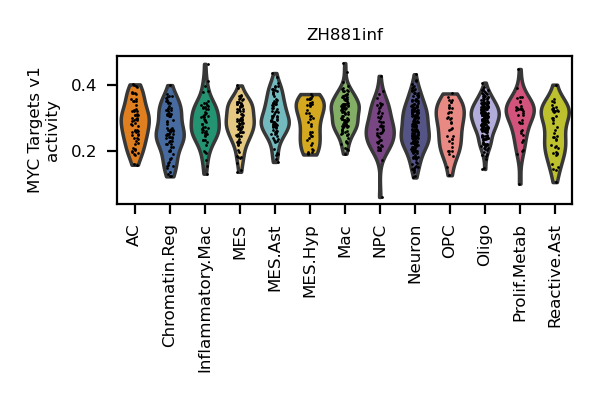 ZH881inf
MYC Targets v1
activity
0.4
0.2
AC
Chromatin.Reg
Inflammatory.Mac
MES
MES.Ast
MES.Hyp
Mac
NPC
Neuron
OPC
Oligo
Prolif.Metab
Reactive.Ast